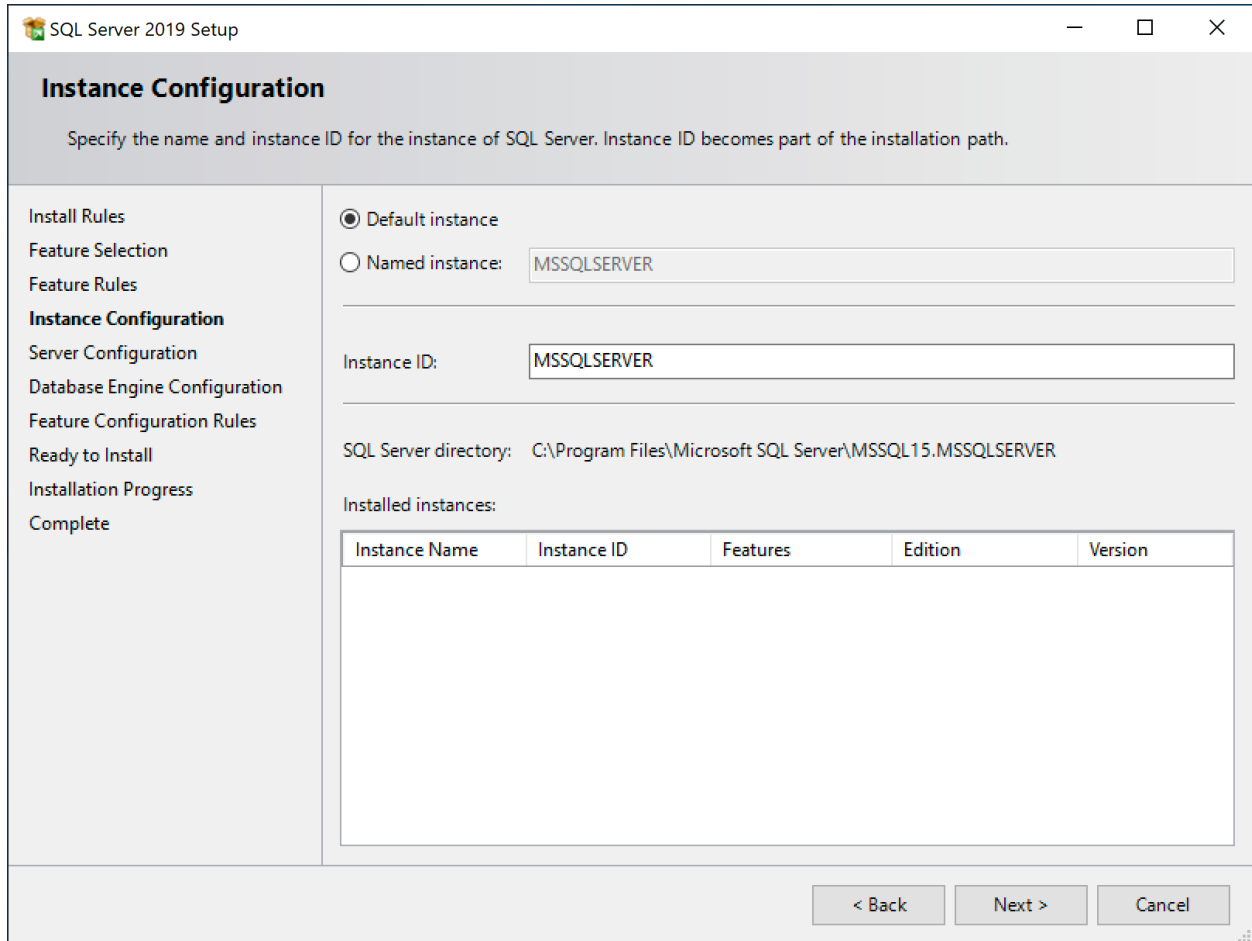 SQL Server 2019 Setup
Instance Configuration
Specify the name and instance ID for the instance of SQL Server. Instance ID becomes part of the installation path.
Install Rules
Feature Selection
Feature Rules
Instance Configuration
Server Configuration
Database Engine Configuration
Feature Configuration Rules
Ready to Install
Installation Progress
Complete
Default instance
Named instance: MSSQLSERVER
Instance ID: MSSQLSERVER
SQL Server directory: C:\Program Files\Microsoft SQL Server\MSSQL15.MSSQLSERVER
Installed instances:
Instance Name Instance ID Features Edition Version
< Back Next > Cancel